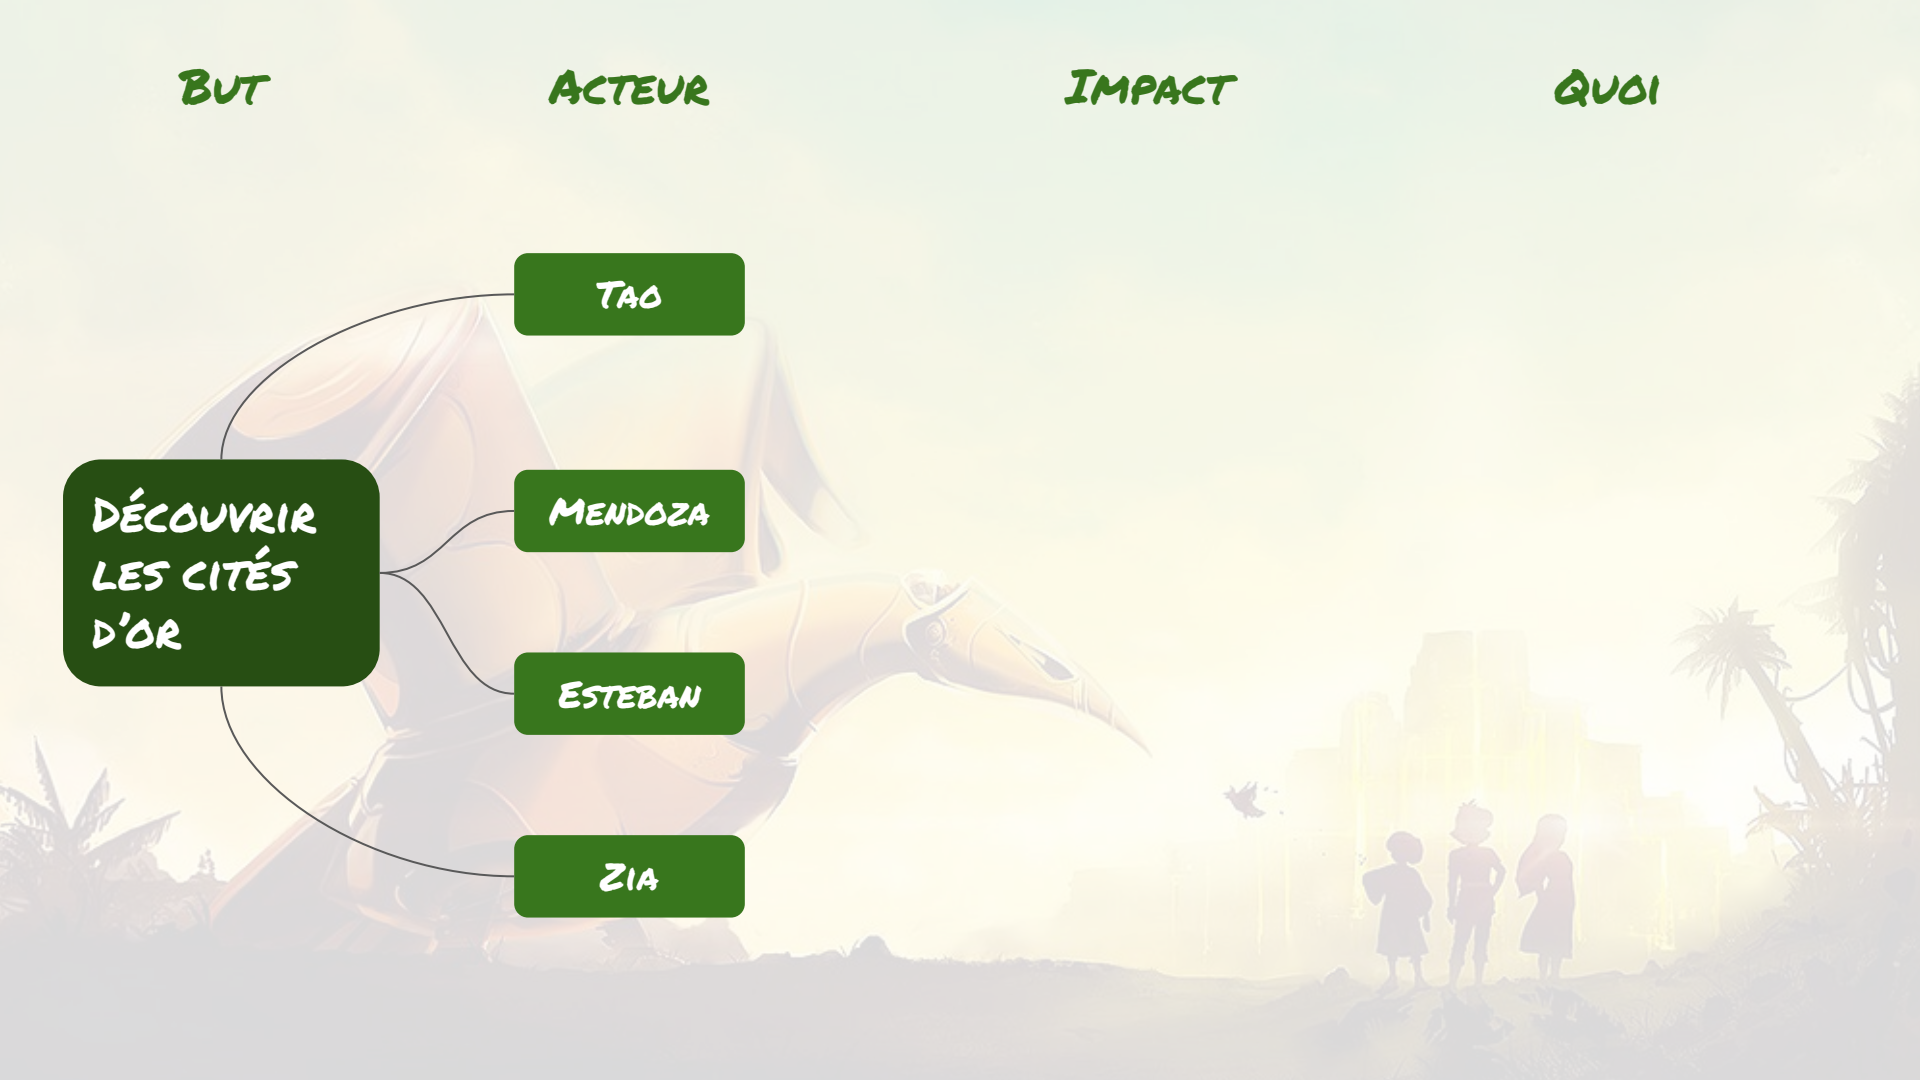 But
Acteur
Impact
Quoi
Tao
Mendoza
Découvrir
les cités
d’or
Esteban
Zia